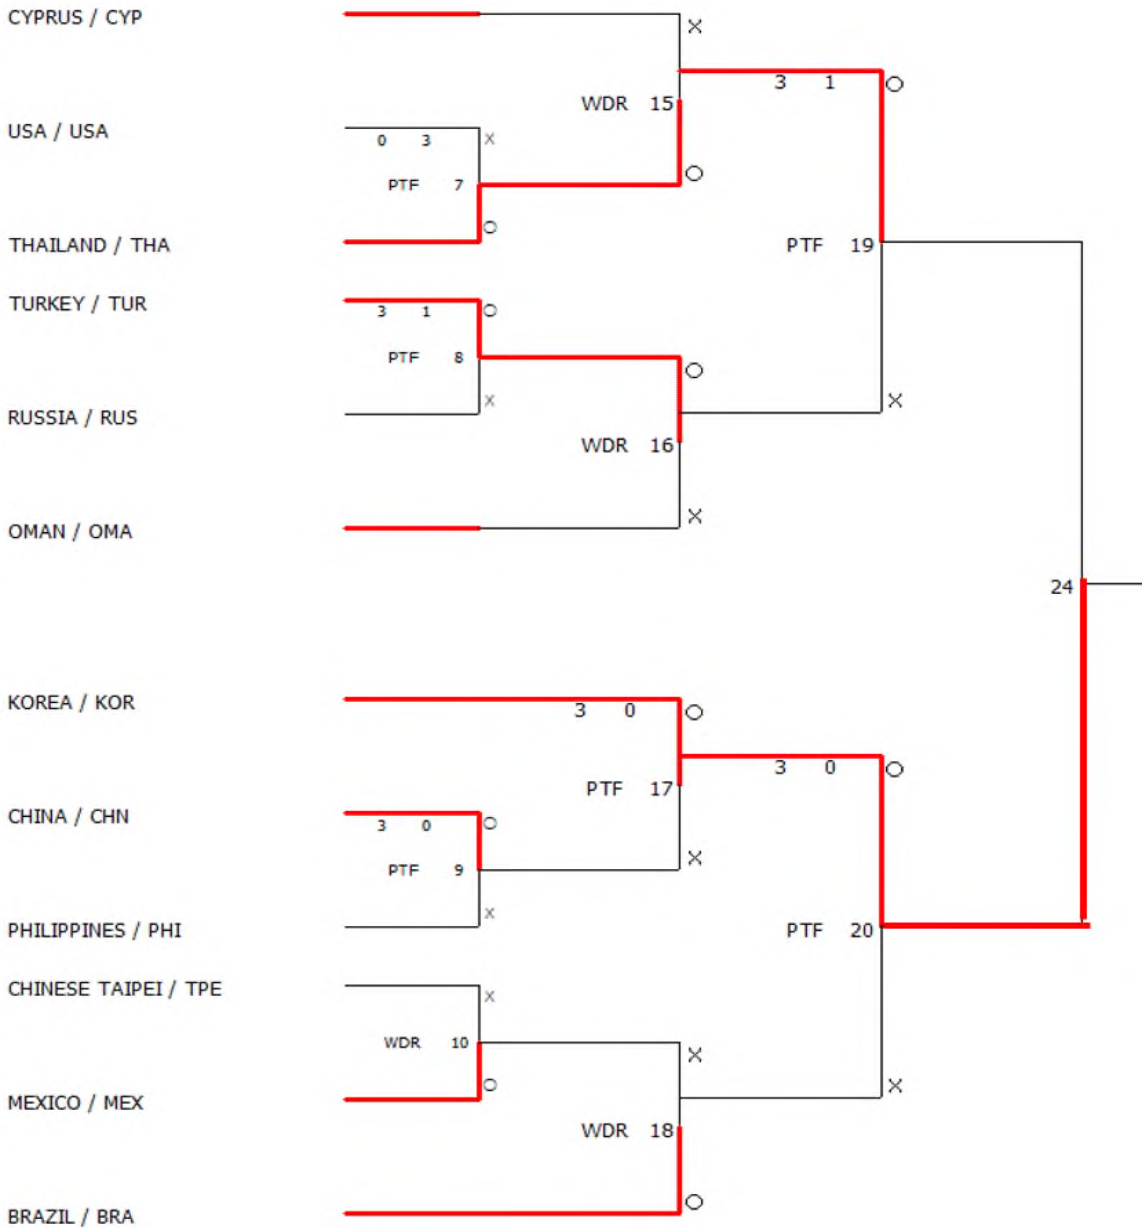 CYPRUS / CYP
X
3 1 O
WDR 15
USA / USA
0 3 X
PTF 7
O
O
THAILAND / THA
PTF 19
TURKEY / TUR
3 1 O
PTF 8
O
X
X
RUSSIA / RUS
WDR 16
X
OMAN / OMA
24
KOREA / KOR
3 0 O
3 0 O
PTF 17
CHINA / CHN
3 0 O
X
PTF 9
X
PHILIPPINES / PHI
PTF 20
CHINESE TAIPEI / TPE
X
WDR 10
X
O
X
MEXICO / MEX
WDR 18
O
BRAZIL / BRA